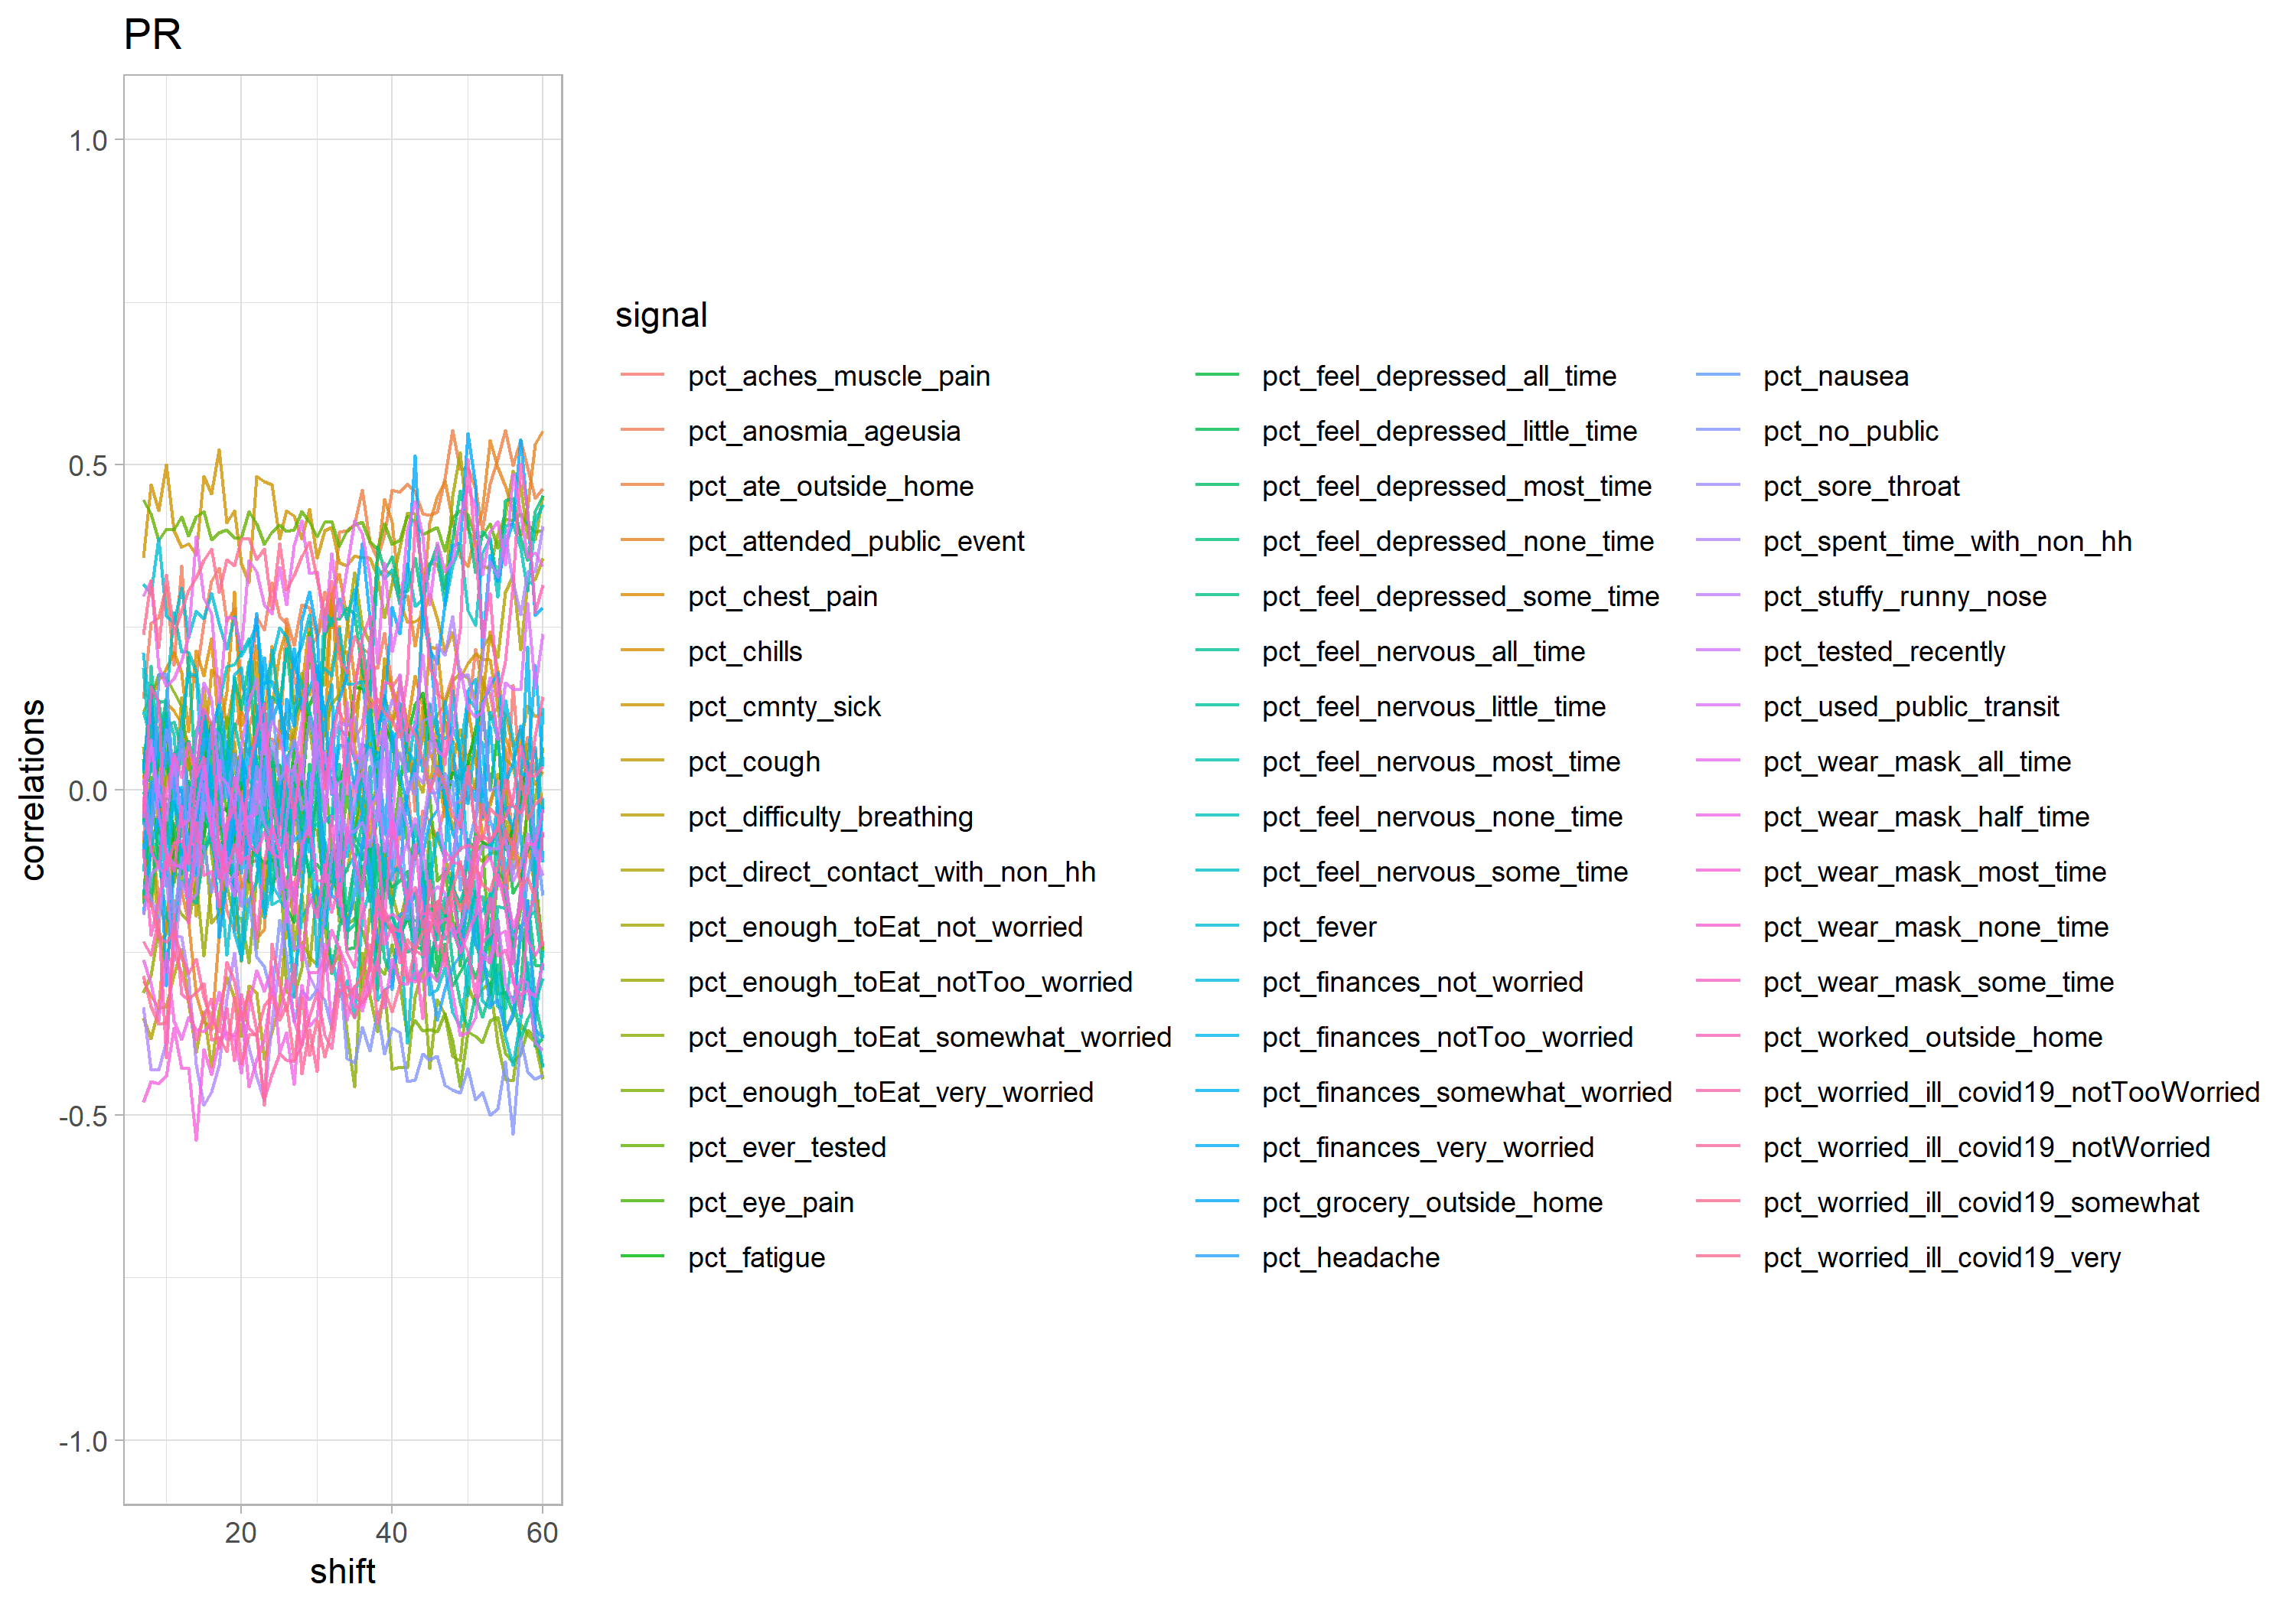 PR
1.0
0.5
0.0
-0.5
-1.0
correlations
20 40 60
shift
signal
pct_aches_muscle_pain
pct_anosmia_ageusia
pct_ate_outside_home
pct_attended_public_event
pct_chest_pain
pct_chills
pct_cmnty_sick
pct_cough
pct_difficulty_breathing
pct_direct_contact_with_non_hh
pct_enough_toEat_not_worried
pct_enough_toEat_notToo_worried
pct_enough_toEat_somewhat_worried
pct_enough_toEat_very_worried
pct_ever_tested
pct_eye_pain
pct_fatigue
pct_feel_depressed_all_time
pct_feel_depressed_little_time
pct_feel_depressed_most_time
pct_feel_depressed_none_time
pct_feel_depressed_some_time
pct_feel_nervous_all_time
pct_feel_nervous_little_time
pct_feel_nervous_most_time
pct_feel_nervous_none_time
pct_feel_nervous_some_time
pct_fever
pct_finances_not_worried
pct_finances_notToo_worried
pct_finances_somewhat_worried
pct_finances_very_worried
pct_grocery_outside_home
pct_headache
pct_nausea
pct_no_public
pct_sore_throat
pct_spent_time_with_non_hh
pct_stuffy_runny_nose
pct_tested_recently
pct_used_public_transit
pct_wear_mask_all_time
pct_wear_mask_half_time
pct_wear_mask_most_time
pct_wear_mask_none_time
pct_wear_mask_some_time
pct_worked_outside_home
pct_worried_ill_covid19_notTooWorried
pct_worried_ill_covid19_notWorried
pct_worried_ill_covid19_somewhat
pct_worried_ill_covid19_very